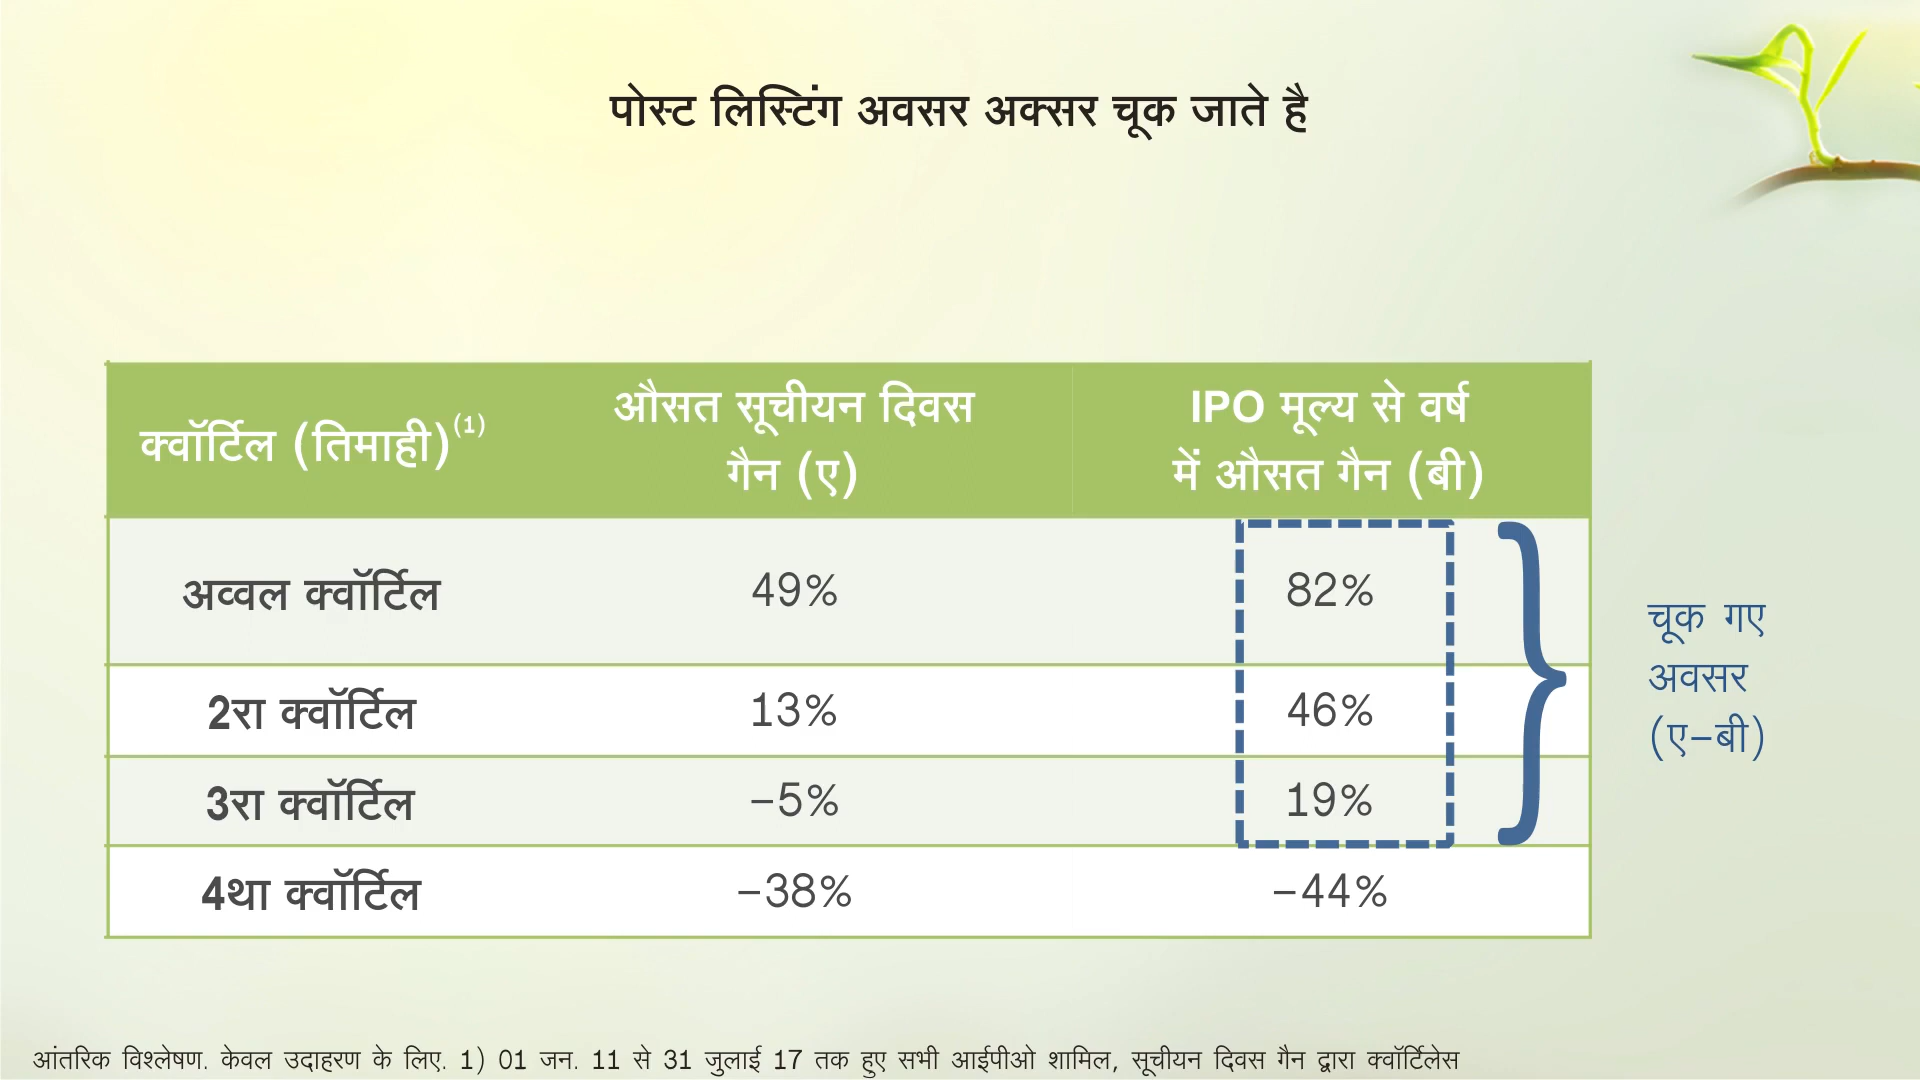 पोस्ट लिस्टिंग अवसर अक्सर चूक जाते है
क्वॉर्टिल (तिमाही)(1)
औसत सूचीयन दिवस
गैन (ए)
IPO मूल्य से वर्ष
में औसत गैन (बी)
अव्वल क्वॉर्टिल 49% 82%
2रा क्वॉर्टिल 13% 46%
3रा क्वॉर्टिल -5% 19%
4था क्वॉर्टिल -38% -44%
चूक गए
अवसर
(ए-बी)
आंतरिक विश्लेषण. केवल उदाहरण के लिए. 1) 01 जन. 11 से 31 जुलाई 17 तक हुए सभी आईपीओ शामिल, सूचीयन दिवस गैन द्वारा क्वॉर्टिलेस